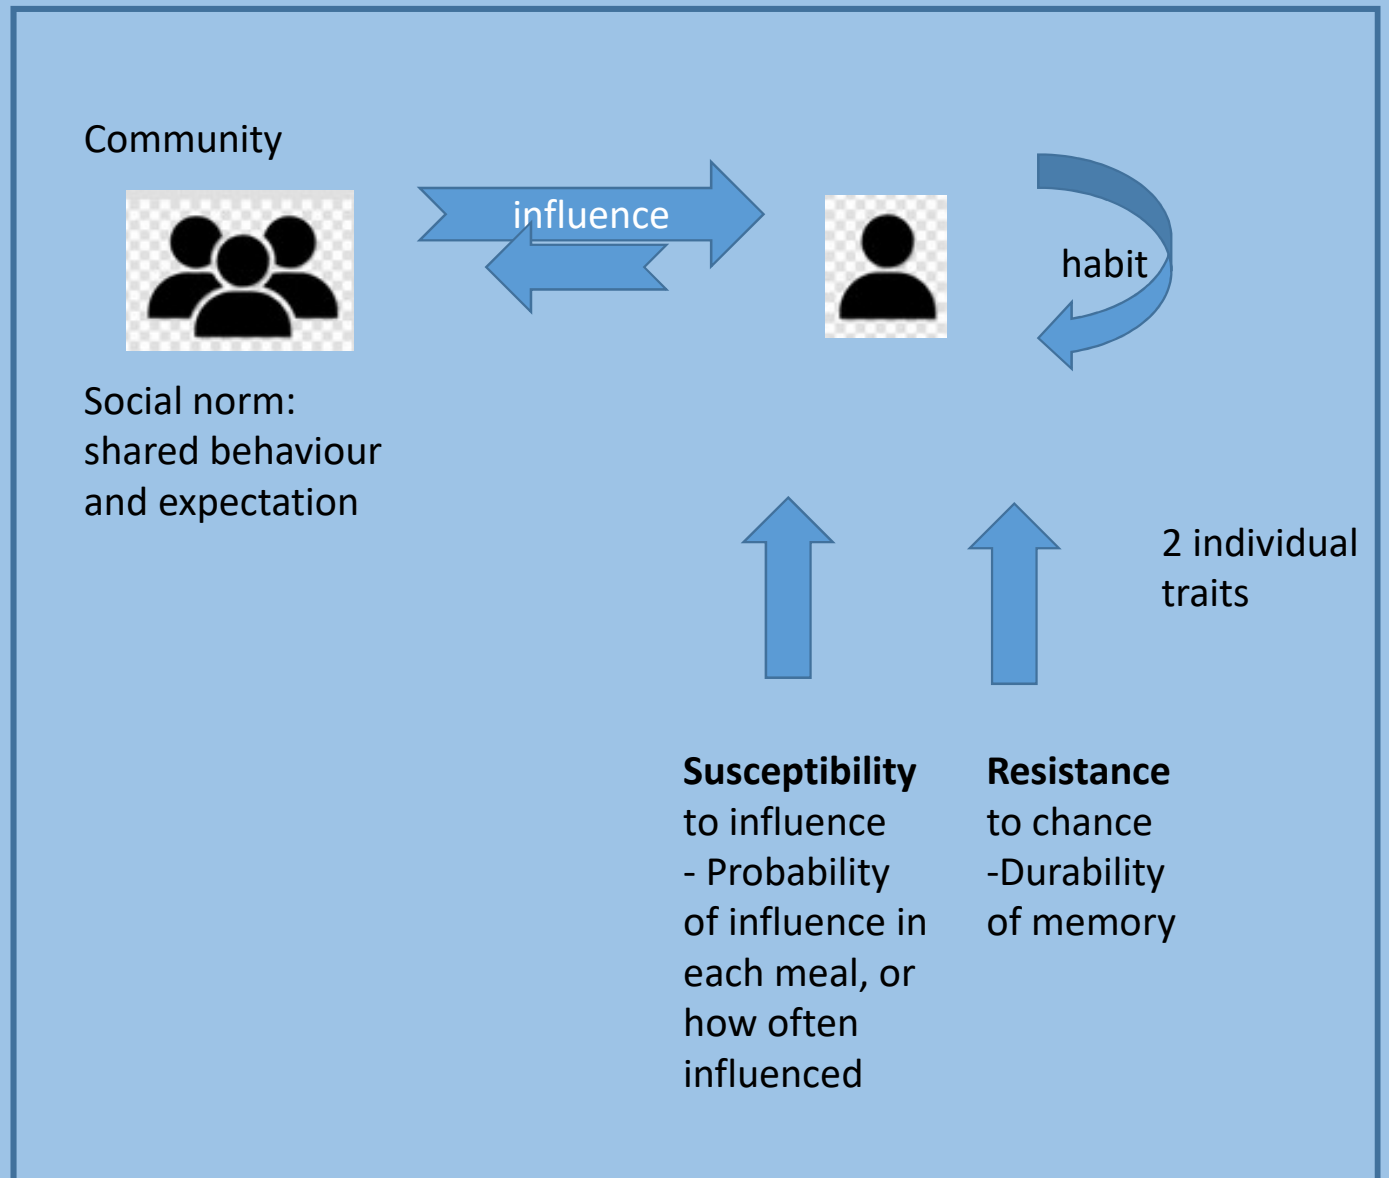 Community
influence
habit
Social norm:
shared behaviour
and expectation
2 individual
traits
Susceptibility
to influence
- Probability
of influence in
each meal, or
how often
influenced
Resistance
to chance
-Durability
of memory